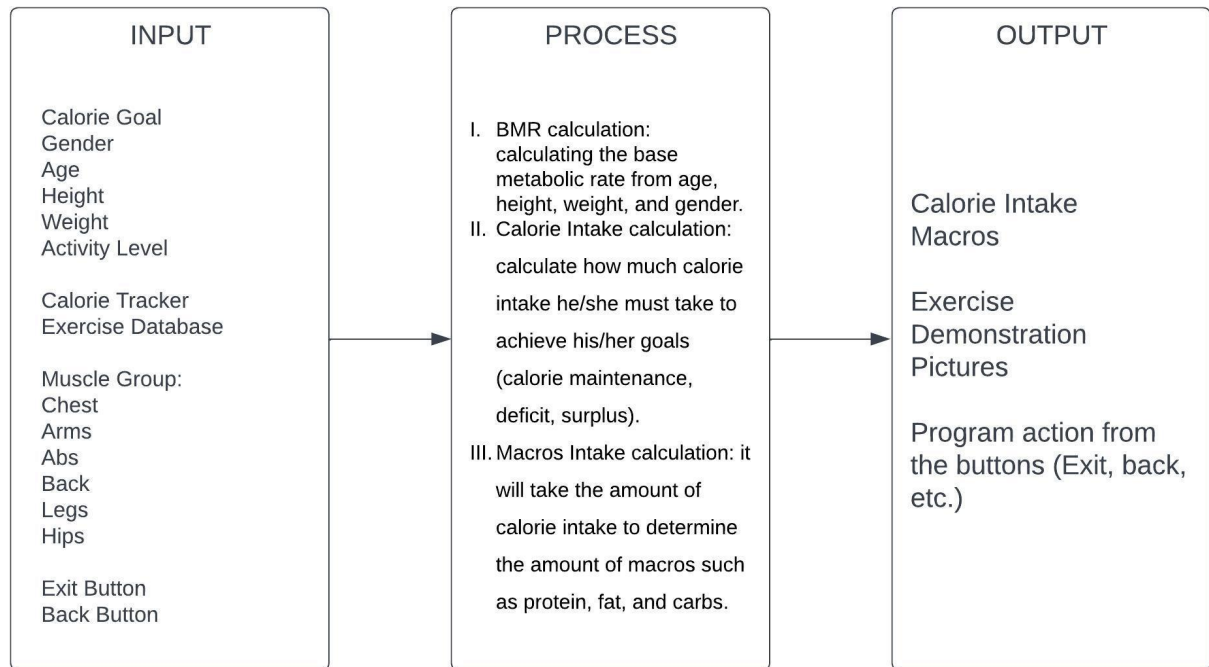 INPUT
Calorie Goal
Gender
Age
Height
Weight
Activity Level
Calorie Tracker
Exercise Database
Muscle Group:
Chest
Arms
Abs
Back
Legs
Hips
Exit Button
Back Button
PROCESS
I. BMR calculation:
calculating the base
metabolic rate from age,
height, weight, and gender.
II. Calorie Intake calculation:
calculate how much calorie
intake he/she must take to
achieve his/her goals
(calorie maintenance,
deficit, surplus).
III. Macros Intake calculation: it
will take the amount of
calorie intake to determine
the amount of macros such
as protein, fat, and carbs.
OUTPUT
Calorie Intake
Macros
Exercise
Demonstration
Pictures
Program action from
the buttons (Exit, back,
etc.)